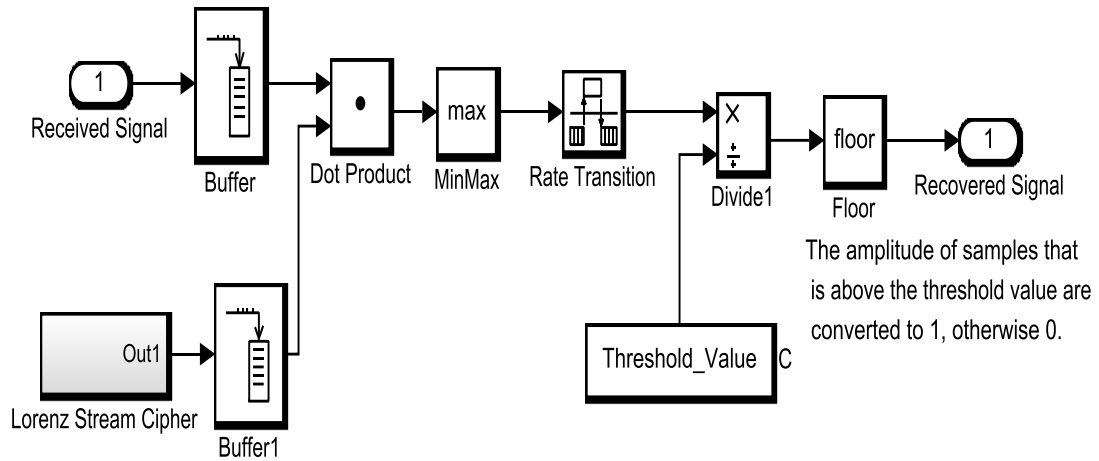 1
Received Signal
Buffer
Dot Product
max
MinMax
Rate Transition
×
÷
Divide1
floor
Floor
1
Recovered Signal
The amplitude of samples that
is above the threshold value are
converted to 1, otherwise 0.
Out1
Lorenz Stream Cipher
Buffer1
Threshold_Value
C